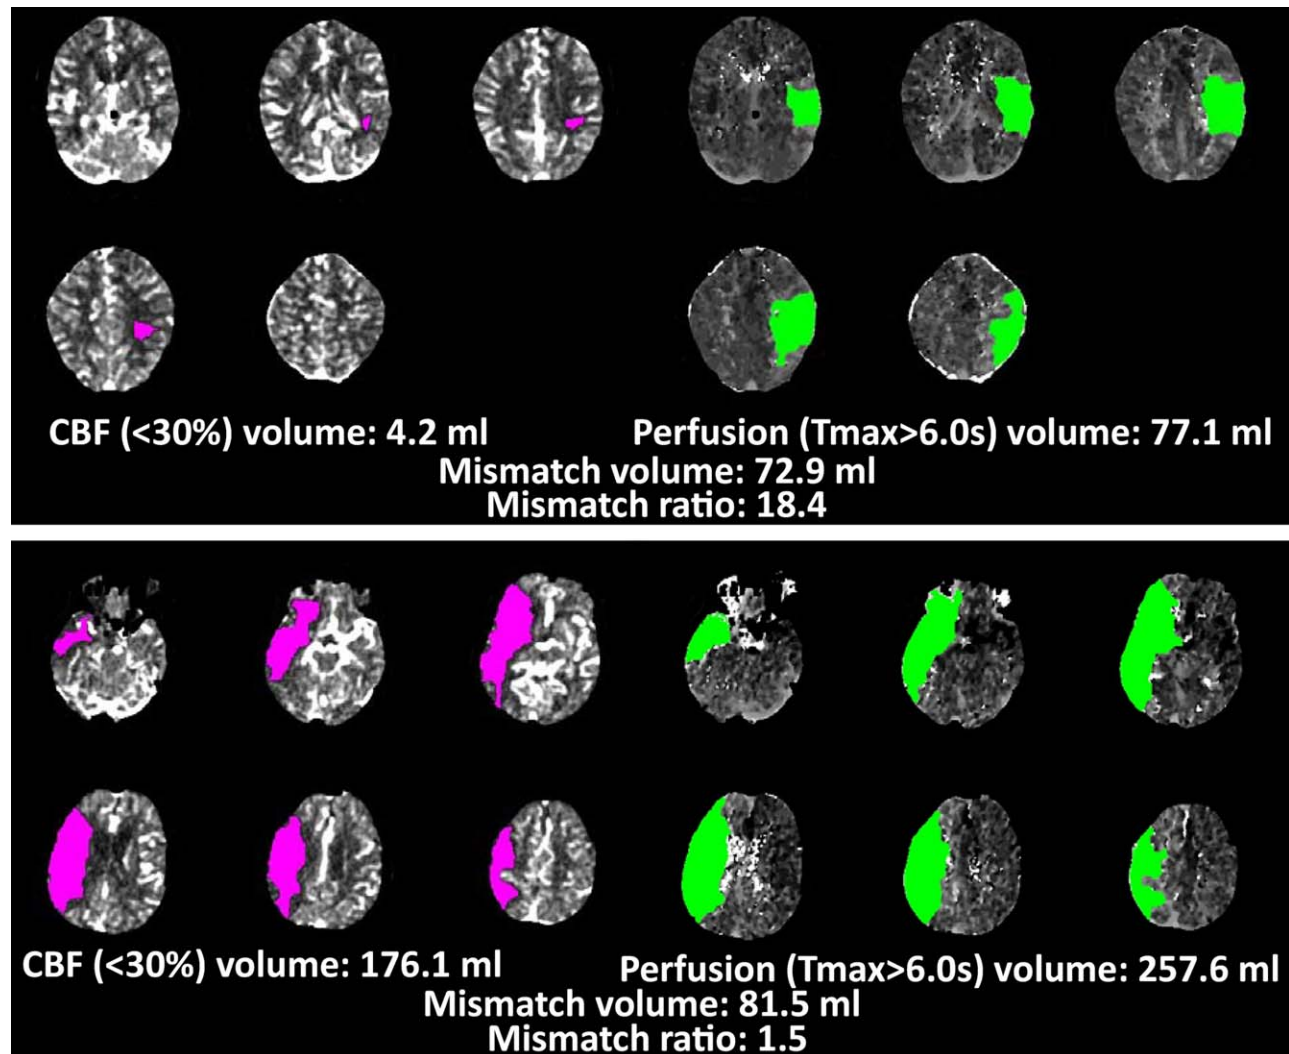 CBF (<30%) volume: 4.2 ml
Perfusion (Tmax>6.0s) volume: 77.1 ml
Mismatch volume: 72.9 ml
Mismatch ratio: 18.4
CBF (<30%) volume: 176.1 ml
Perfusion (Tmax>6.0s) volume: 257.6 ml
Mismatch volume: 81.5 ml
Mismatch ratio: 1.5